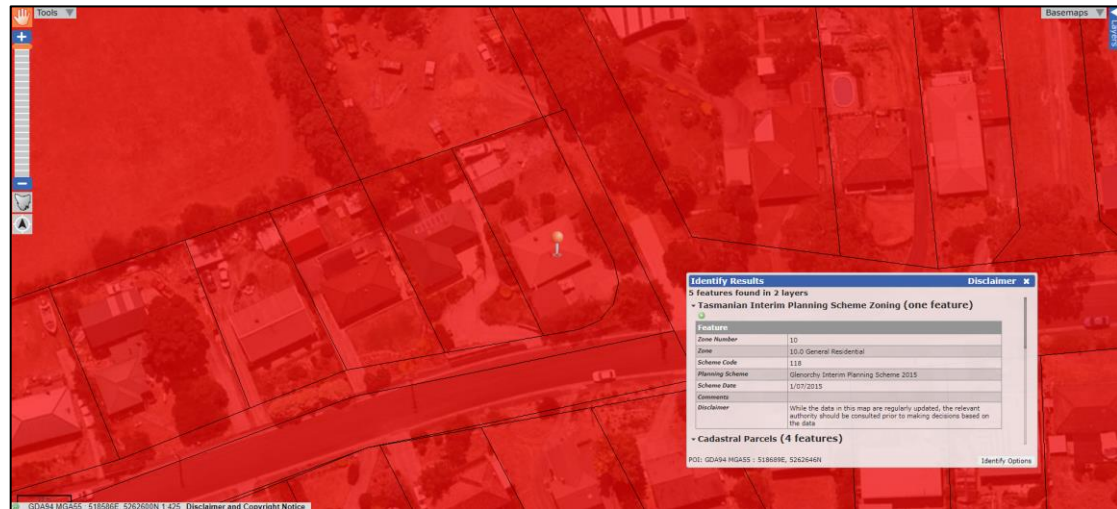 Tools
Basemaps
Layers
Identify Results Disclaimer
5 features found in 2 layers
Tasmanian Interim Planning Scheme Zoning (one feature)
Feature
Zone Number 10
Zone 10.0 General Residential
Scheme Code 118
Planning Scheme Glenorchy Interim Planning Scheme 2015
Scheme Date 1/07/2015
Comments
Disclaimer While the data in this map are regularly updated, the relevant
authority should be consulted prior to making decisions based on
the data
Cadastral Parcels (4 features)
POI: GDA94 MGA55 : 518689E, 5262646N Identify Options
GDA94 MGA55 : 518586E, 5262600N 1:425 Disclaimer and Copyright Notice